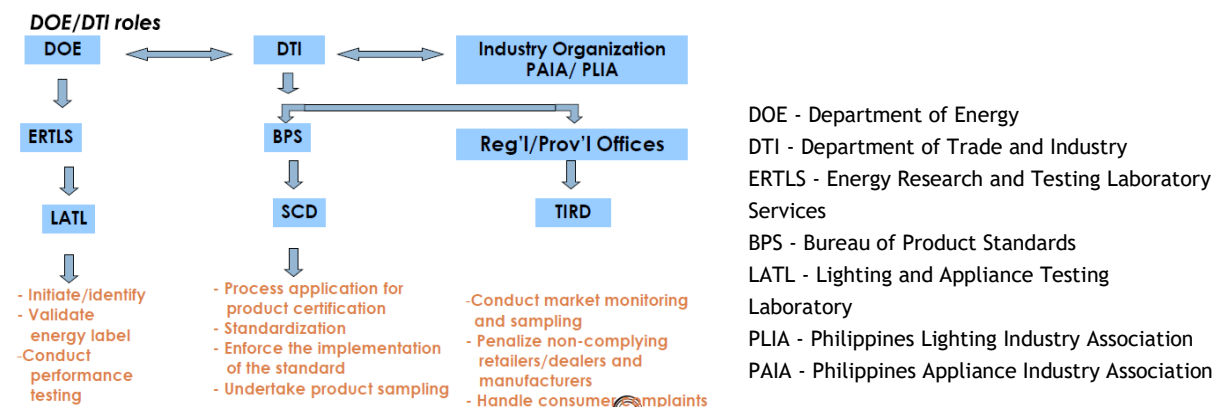 DOE/DTI roles
DOE
DTI
Industry Organization
PAIA/ PLIA
ERTLS
BPS
Reg'l/Prov'l Offices
LATL
SCD
TIRD
- Initiate/identify
- Validate
energy label
-Conduct
performance
testing
- Process application for
product certification
- Standardization
- Enforce the implementation
of the standard
- Undertake product sampling
-Conduct market monitoring
and sampling
- Penalize non-complying
retailers/dealers and
manufacturers
- Handle consumer complaints
DOE - Department of Energy
DTI - Department of Trade and Industry
ERTLS - Energy Research and Testing Laboratory
Services
BPS - Bureau of Product Standards
LATL - Lighting and Appliance Testing
Laboratory
PLIA - Philippines Lighting Industry Association
PAIA - Philippines Appliance Industry Association